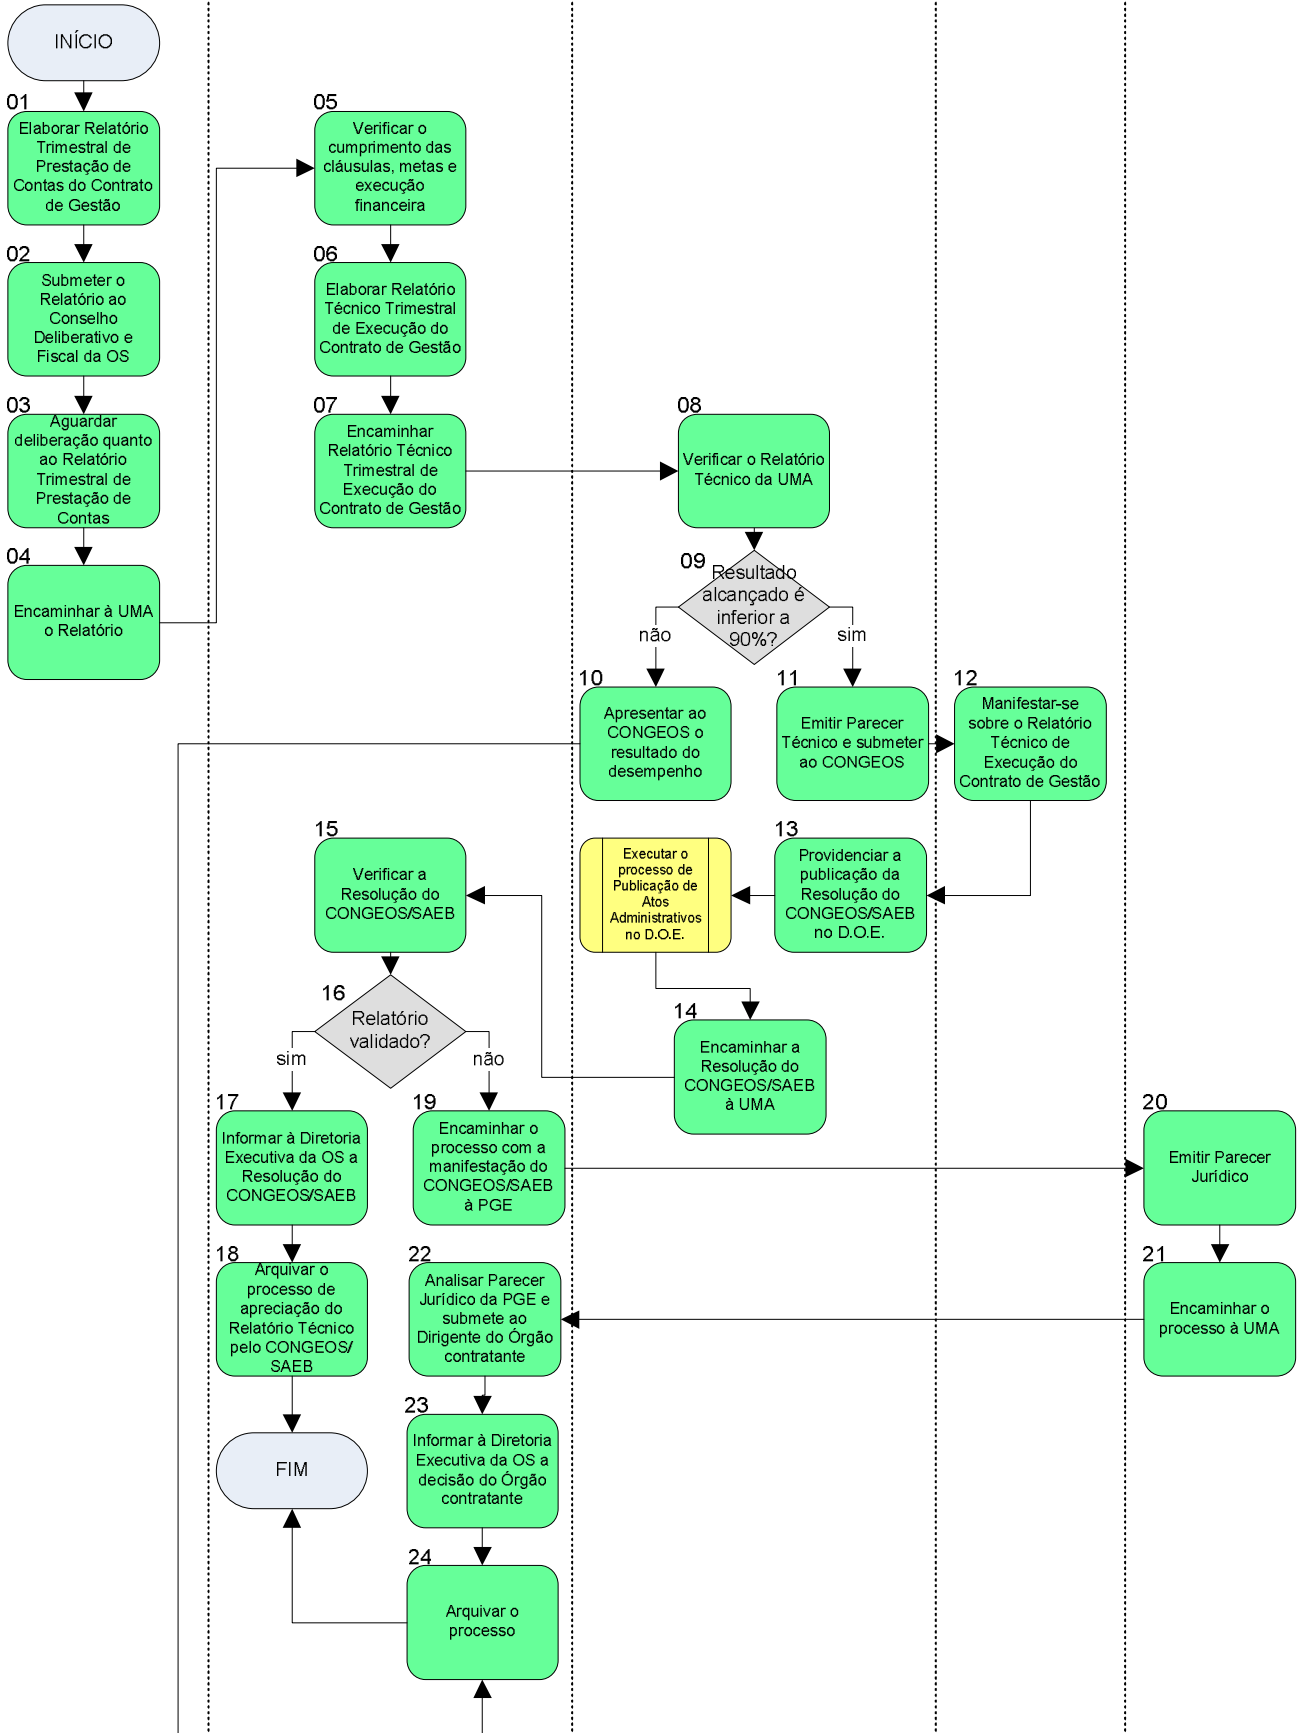 INÍCIO
01
Elaborar Relatório
Trimestral de
Prestação de
Contas do Contrato
de Gestão
02
Submeter o
Relatório ao
Conselho
Deliberativo e
Fiscal da OS
03
Aguardar
deliberação quanto
ao Relatório
Trimestral de
Prestação de
Contas
04
Encaminhar à UMA
o Relatório
05
Verificar o
cumprimento das
cláusulas, metas e
execução
financeira
06
Elaborar Relatório
Técnico Trimestral
de Execução do
Contrato de Gestão
07
Encaminhar
Relatório Técnico
Trimestral de
Execução do
Contrato de Gestão
08
Verificar o Relatório
Técnico da UMA
09
Resultado
alcançado é
inferior a
90%?
não
sim
10
Apresentar ao
CONGEOS o
resultado do
desempenho
11
Emitir Parecer
Técnico e submeter
ao CONGEOS
12
Manifestar-se
sobre o Relatório
Técnico de
Execução do
Contrato de Gestão
13
Providenciar a
publicação da
Resolução do
CONGEOS/SAEB
no D.O.E.
Executar o
processo de
Publicação de
Atos
Administrativos
no D.O.E.
14
Encaminhar a
Resolução do
CONGEOS/SAEB
à UMA
15
Verificar a
Resolução do
CONGEOS/SAEB
16
Relatório
validado?
sim
não
17
Informar à Diretoria
Executiva da OS a
Resolução do
CONGEOS/SAEB
18
Arquivar o
processo de
apreciação do
Relatório Técnico
pelo CONGEOS/
SAEB
FIM
19
Encaminhar o
processo com a
manifestação do
CONGEOS/SAEB
à PGE
20
Emitir Parecer
Jurídico
21
Encaminhar o
processo à UMA
22
Analisar Parecer
Jurídico da PGE e
submete ao
Dirigente do Órgão
contratante
23
Informar à Diretoria
Executiva da OS a
decisão do Órgão
contratante
24
Arquivar o
processo